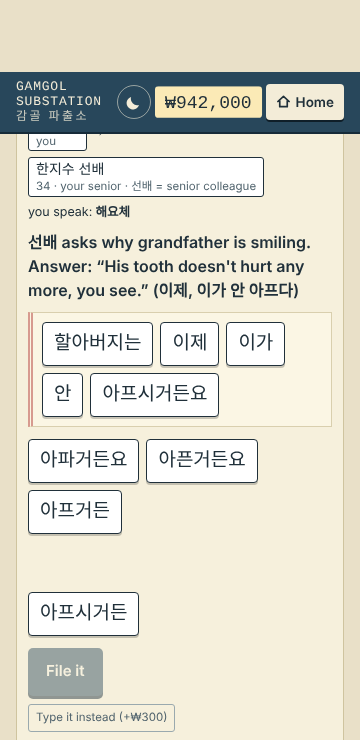 GAMGOL
SUBSTATION
감골 파출소
₩942,000
Home
you
한지수 선배
34 · your senior · 선배 = senior colleague
you speak: 해요체
선배 asks why grandfather is smiling.
Answer: “His tooth doesn't hurt any
more, you see.” (이제, 이가 안 아프다)
할아버지는 이제 이가
안 아프시거든요
아파거든요 아픈거든요
아프거든
아프시거든
File it
Type it instead (+₩300)